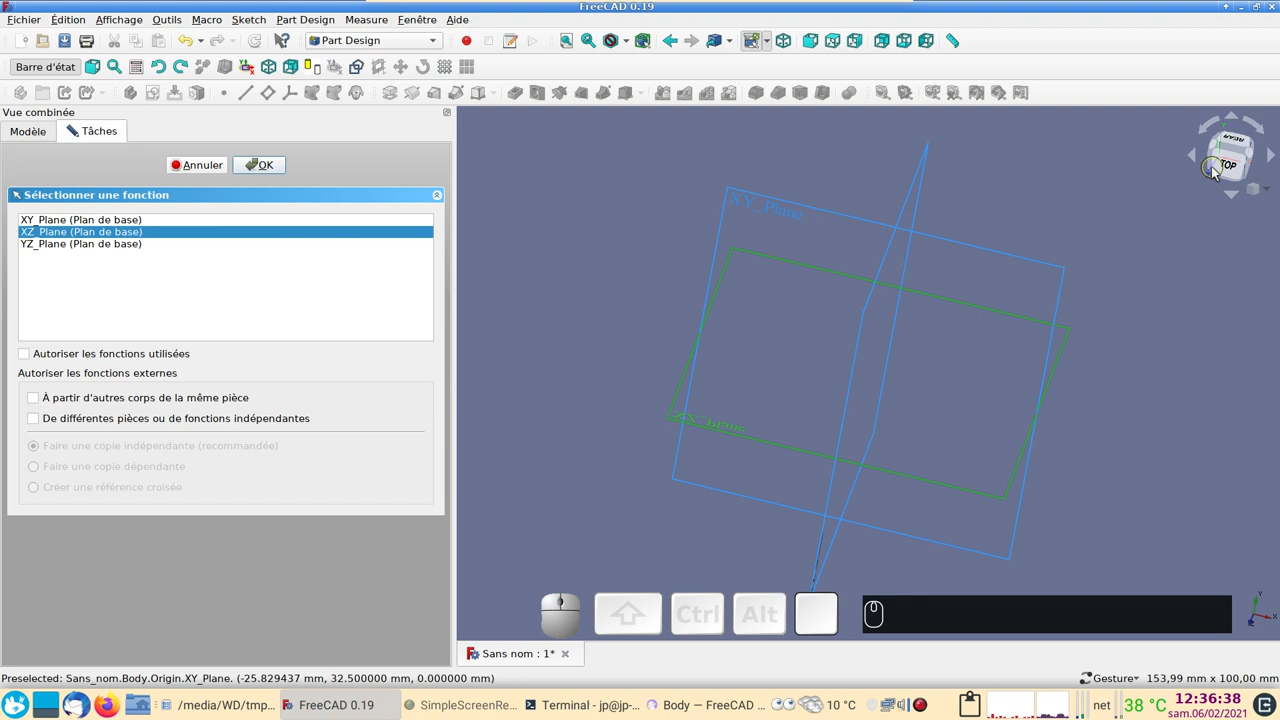 FreeCAD 0.19
Fichier Édition Affichage Outils Macro Sketch Part Design Measure Fenêtre Aide
Part Design
Barre d'état
Vue combinée
Modèle Tâches
Annuler OK
Sélectionner une fonction
XY_Plane (Plan de base)
XZ_Plane (Plan de base)
YZ_Plane (Plan de base)
Autoriser les fonctions utilisées
Autoriser les fonctions externes
À partir d'autres corps de la même pièce
De différentes pièces ou de fonctions indépendantes
Faire une copie indépendante (recommandée)
Faire une copie dépendante
Créer une référence croisée
REAR
TOP
XY_Plane
XZ_Plane
Ctrl Alt
Y
X
Sans nom : 1*
Preselected: Sans_nom.Body.Origin.XY_Plane. (-25.829437 mm, 32.500000 mm, 0.000000 mm)
Gesture 153,99 mm x 100,00 mm
/media/WD/tmp... FreeCAD 0.19 SimpleScreenRe... Terminal - jp@jp-... Body — FreeCAD ... 10 °C net 38 °C 12:36:38
sam.06/02/2021